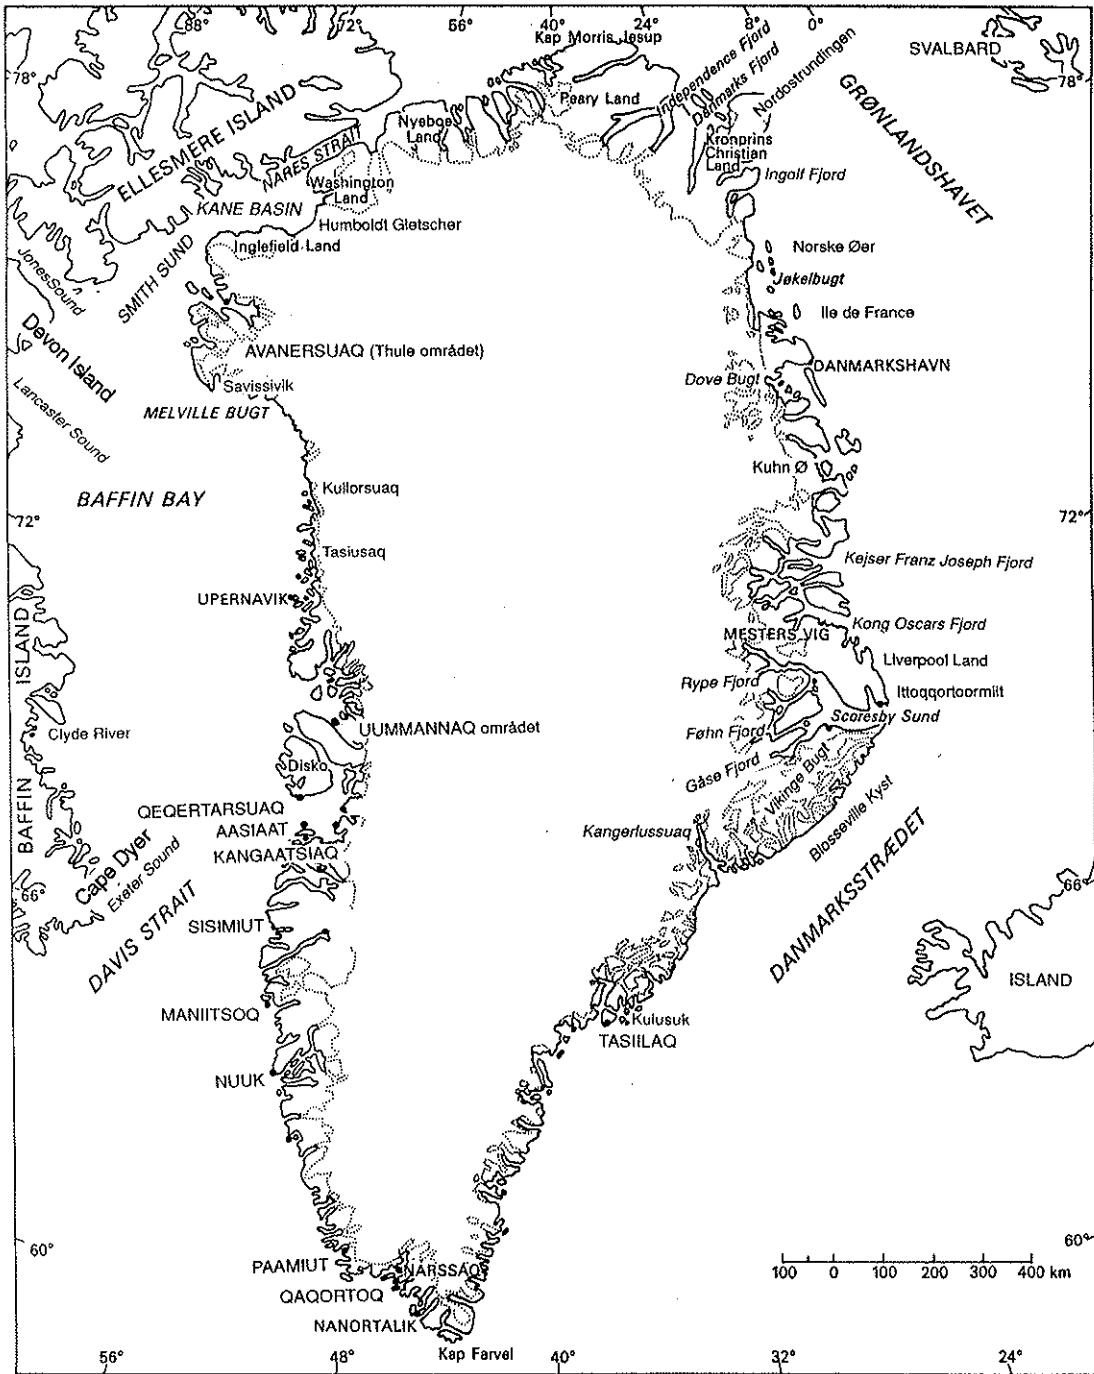 88°
72°
56°
40°
24°
8°
0°
Kap Morris Jesup
SVALBARD
78°
78°
Independence Fjord
Danmarks Fjord
Nordostrundingen
GRØNLANDSHAVET
Peary Land
Nyeboe
Land
ELLESMERE ISLAND
NARES STRAIT
Kronprins
Christian
Land
Ingolf Fjord
Washington
Land
KANE BASIN
Humboldt Gletscher
Inglefield Land
SMITH SUND
Jones Sound
Norske Øer
Jøkelbugt
Ile de France
Devon Island
AVANERSUAQ (Thule området)
DANMARKSHAVN
Savissivik
Dove Bugt
MELVILLE BUGT
Lancaster Sound
Kuhn Ø
Kullorsuaq
BAFFIN BAY
72°
72°
Tasiusaq
Kejser Franz Joseph Fjord
UPERNAVIK
Kong Oscars Fjord
MESTERS VIG
Liverpool Land
Rype Fjord
Ittoqqortoormiit
BAFFIN ISLAND
Clyde River
UUMMANNAQ området
Scoresby Sund
Føhn Fjord
Disko
Gåse Fjord
Vikinge Bugt
QEQERTARSUAQ
AASIAAT
Kangerlussuaq
Blosseville Kyst
KANGAATSIAQ
BAFFIN
Cape Dyer
Exeter Sound
66°
66°
DAVIS STRAIT
SISIMIUT
DANMARKSSTRÆDET
ISLAND
MANIITSOQ
Kulusuk
TASIILAQ
NUUK
60°
60°
PAAMIUT
NARSSAQ
100 0 100 200 300 400 km
QAQORTOQ
NANORTALIK
Kap Farvel
56°
48°
40°
32°
24°